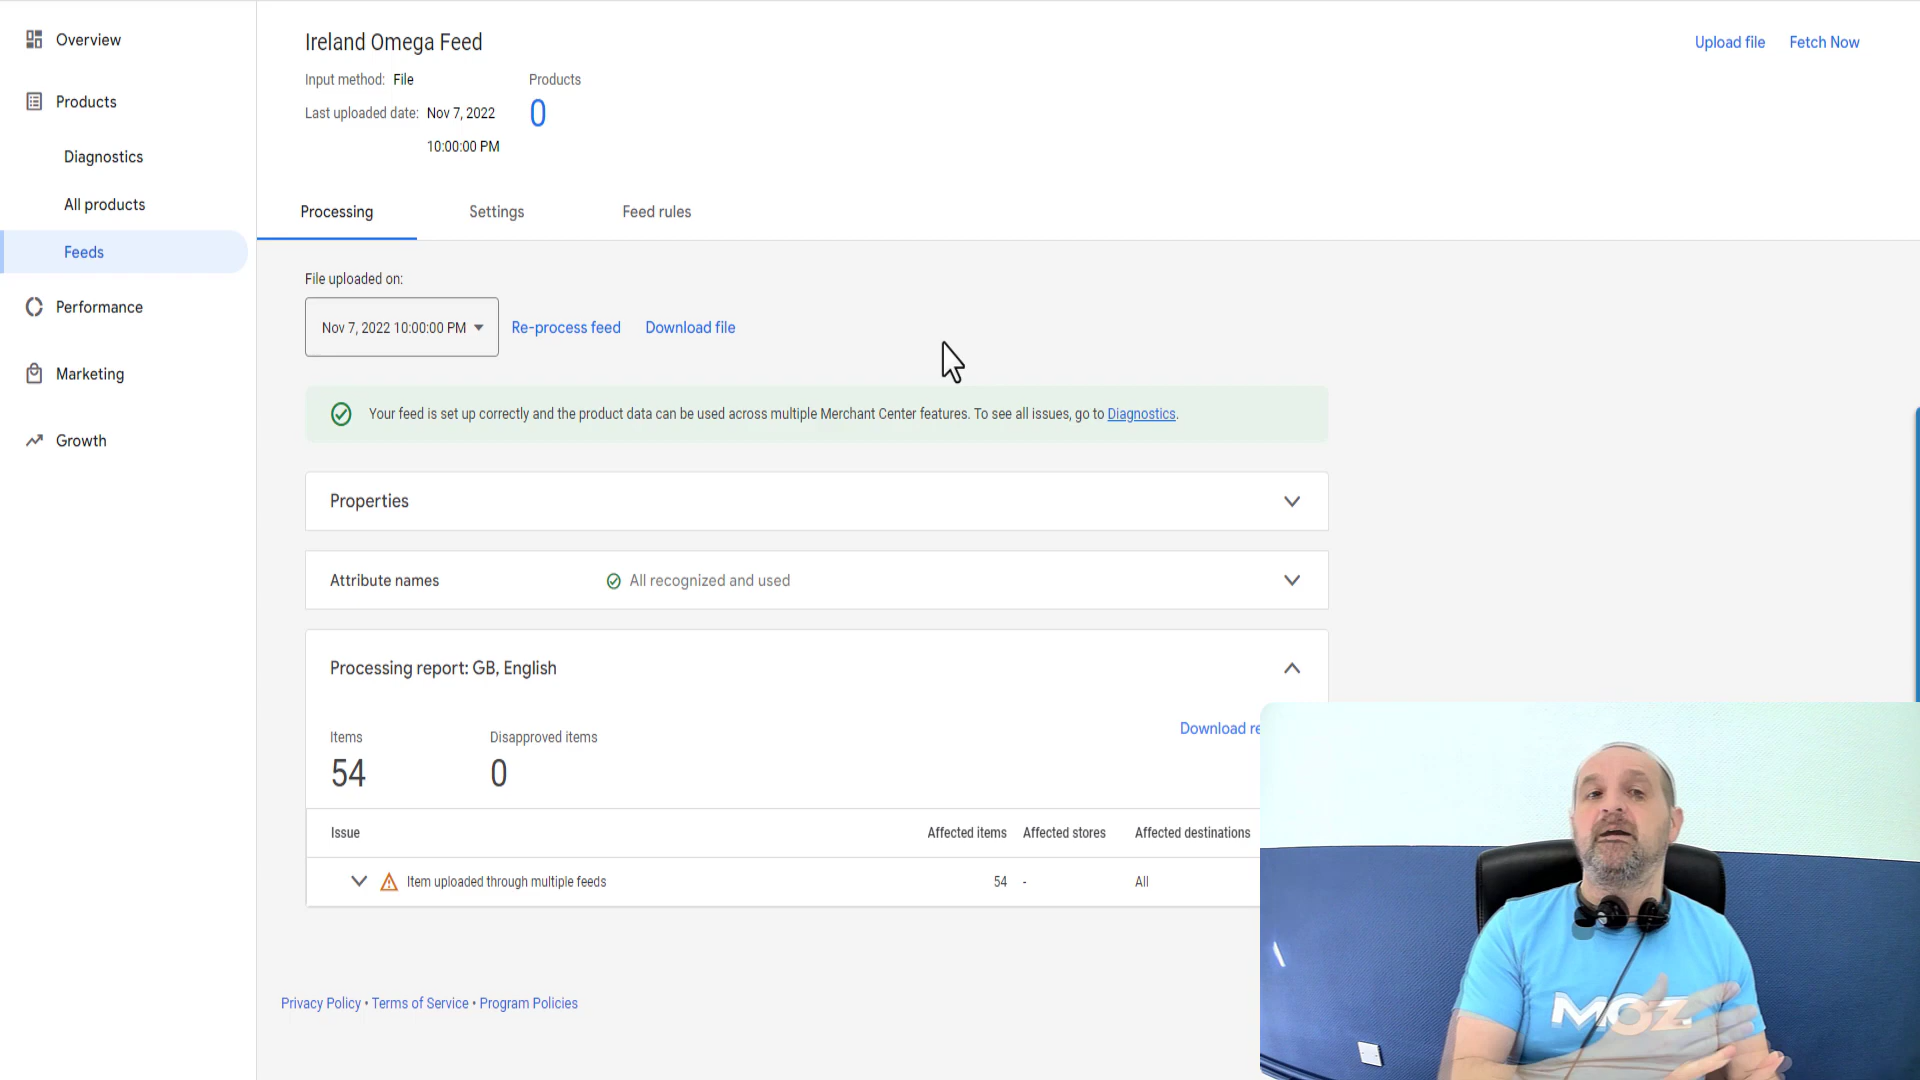 Overview
Products
Diagnostics
All products
Feeds
Performance
Marketing
Growth
Ireland Omega Feed
Upload file
Fetch Now
Input method: File
Products
0
Last uploaded date: Nov 7, 2022
10:00:00 PM
Processing
Settings
Feed rules
File uploaded on:
Nov 7, 2022 10:00:00 PM
Re-process feed
Download file
Your feed is set up correctly and the product data can be used across multiple Merchant Center features. To see all issues, go to Diagnostics.
Properties
Attribute names
All recognized and used
Processing report: GB, English
Download re
Items
54
Disapproved items
0
Issue
Affected items
Affected stores
Affected destinations
Item uploaded through multiple feeds
54
-
All
Privacy Policy • Terms of Service • Program Policies
MOZ